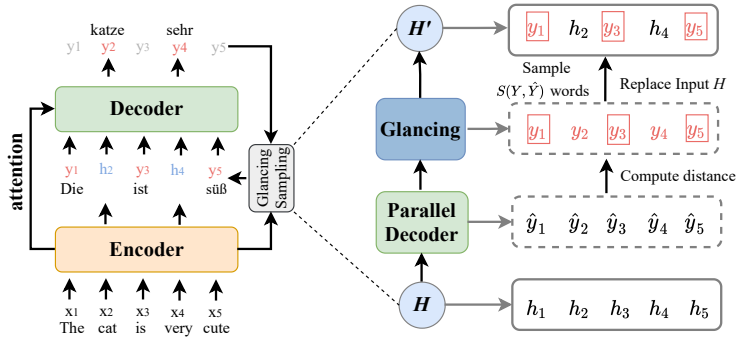 katze sehr
y1 y2 y3 y4 y5
Decoder
attention
y1 h2 y3 h4 y5
Die ist süß
Glancing
Sampling
Encoder
x1 x2 x3 x4 x5
The cat is very cute
H′
y₁ h₂ y₃ h₄ y₅
Sample
S(Y, Ŷ) words
Replace Input H
Glancing
y₁ y₂ y₃ y₄ y₅
Compute distance
Parallel
Decoder
ŷ₁ ŷ₂ ŷ₃ ŷ₄ ŷ₅
H
h₁ h₂ h₃ h₄ h₅